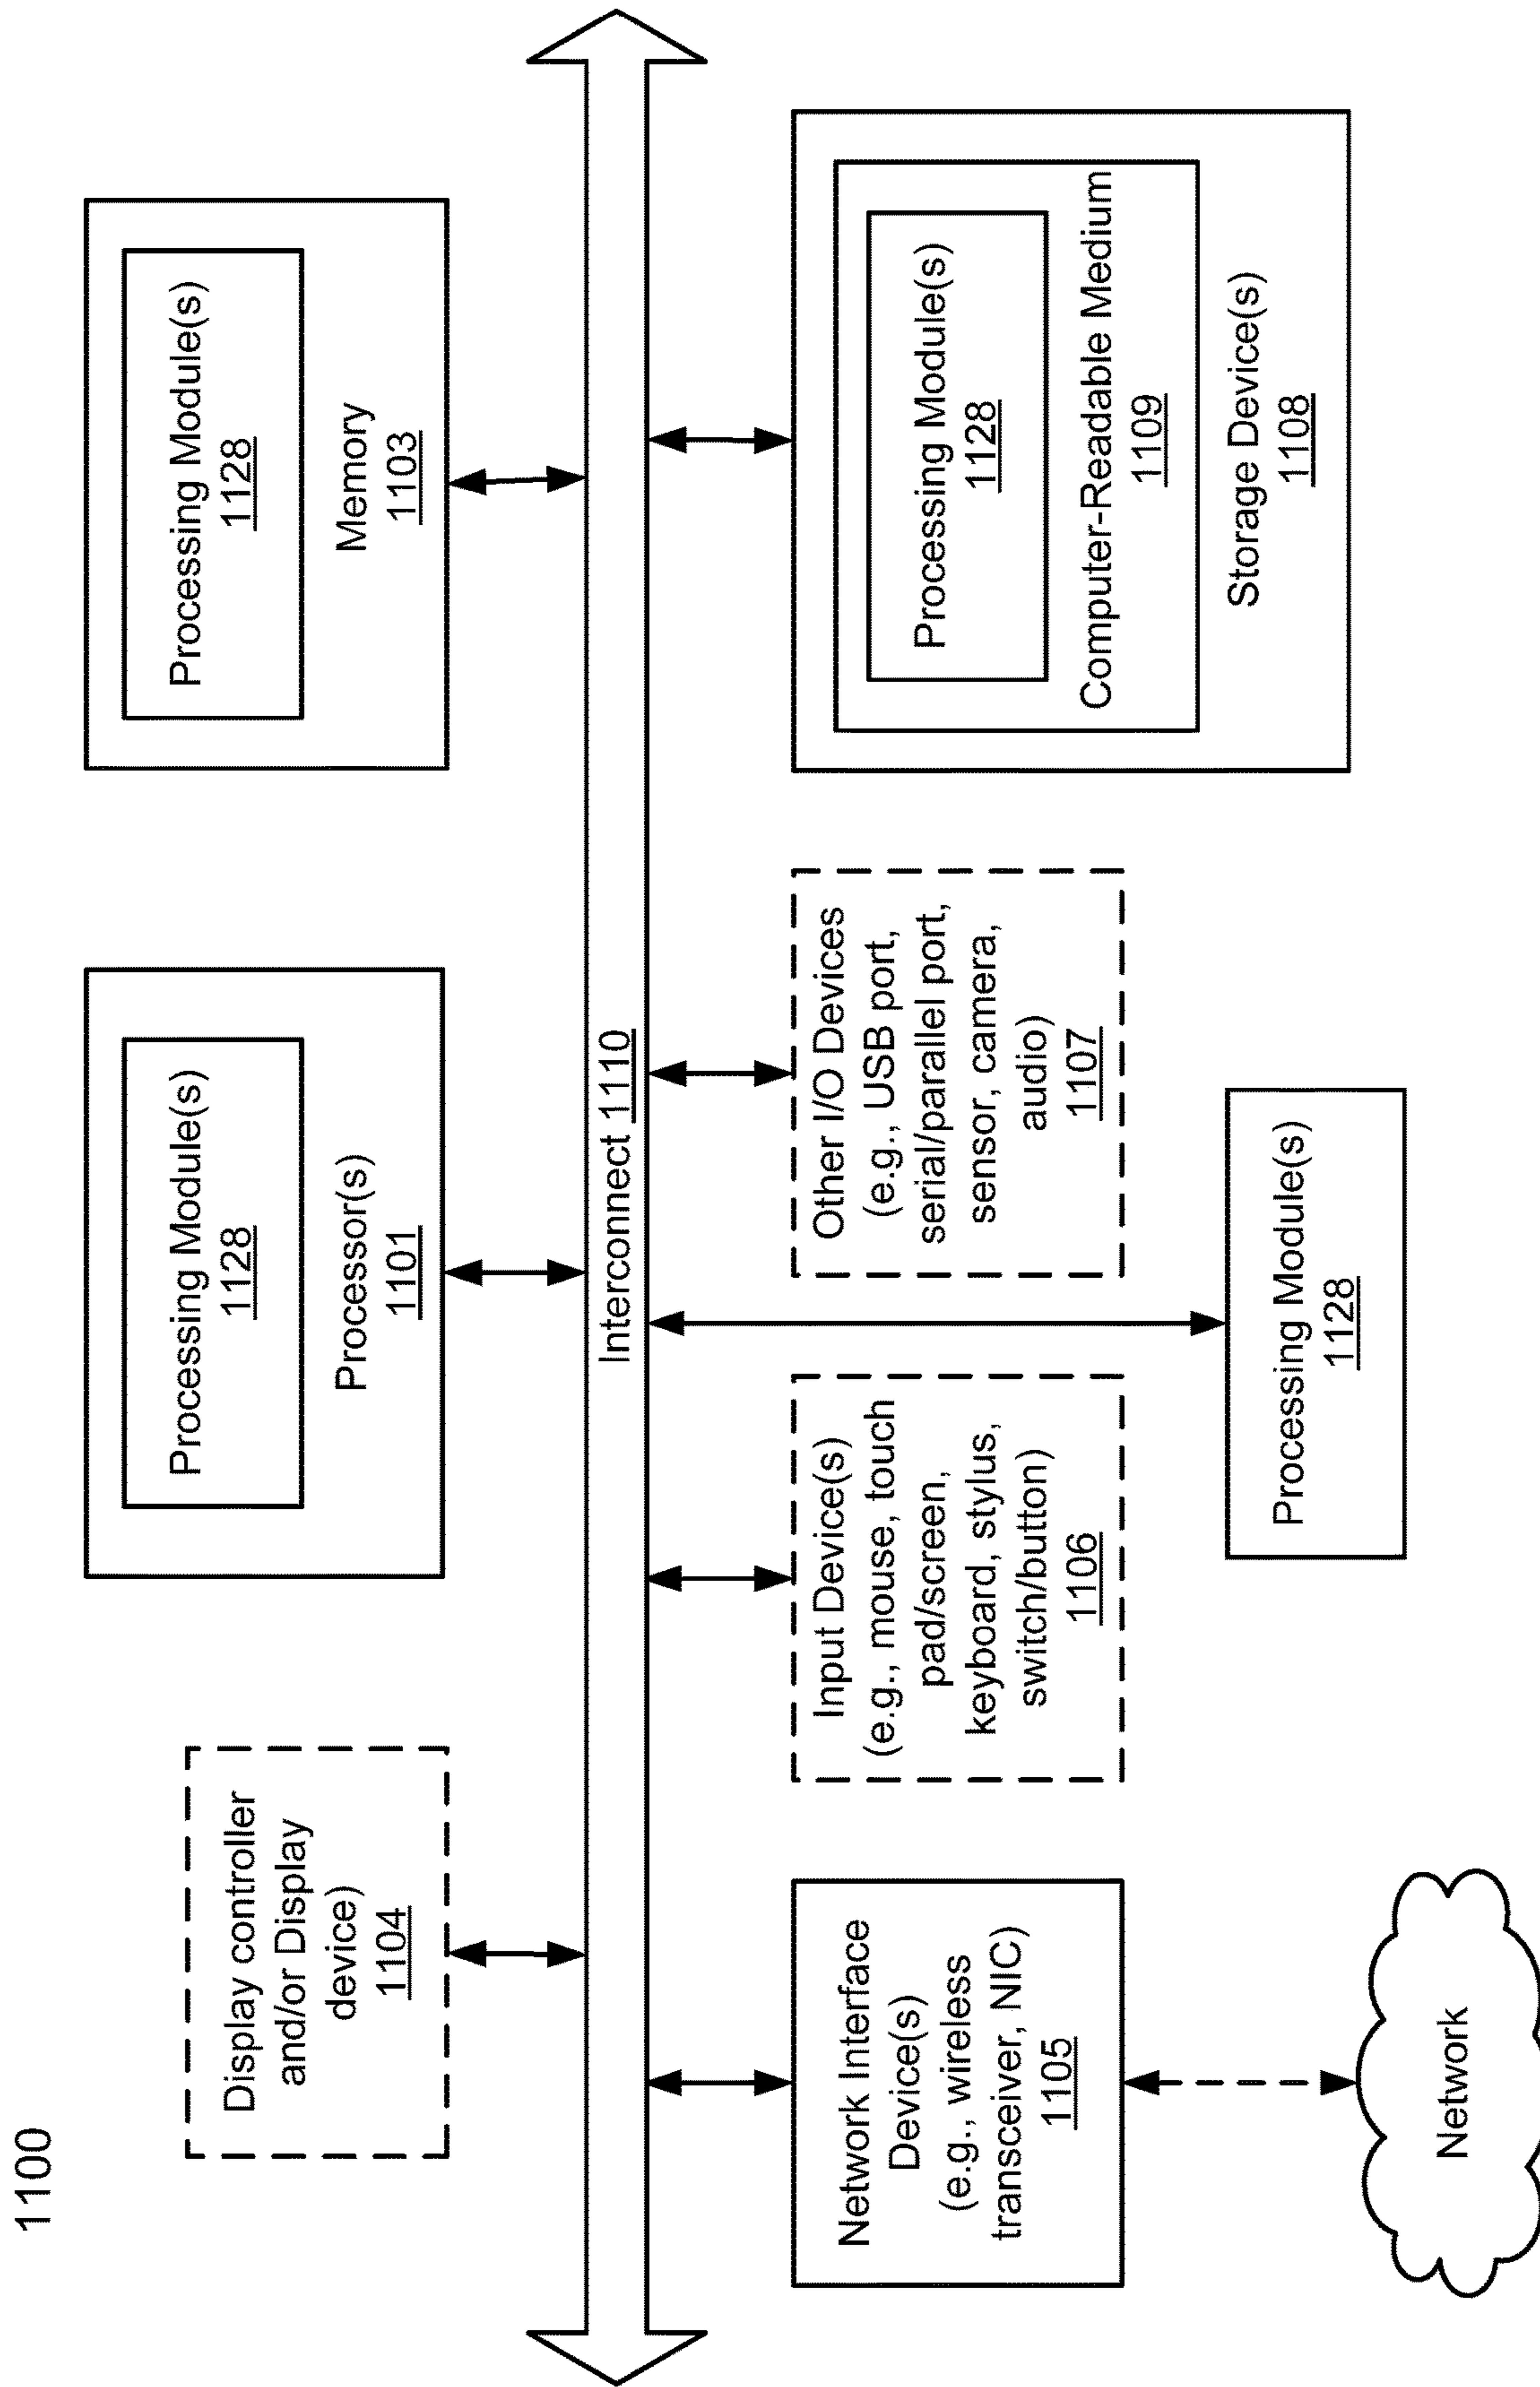 1100
Display controller
and/or Display
device)
1104
Processing Module(s)
1128
Processor(s)
1101
Processing Module(s)
1128
Memory
1103
Interconnect 1110
Network Interface
Device(s)
(e.g., wireless
transceiver, NIC)
1105
Input Device(s)
(e.g., mouse, touch
pad/screen,
keyboard, stylus,
switch/button)
1106
Other I/O Devices
(e.g., USB port,
serial/parallel port,
sensor, camera,
audio)
1107
Processing Module(s)
1128
Computer-Readable Medium
1109
Storage Device(s)
1108
Processing Module(s)
1128
Network